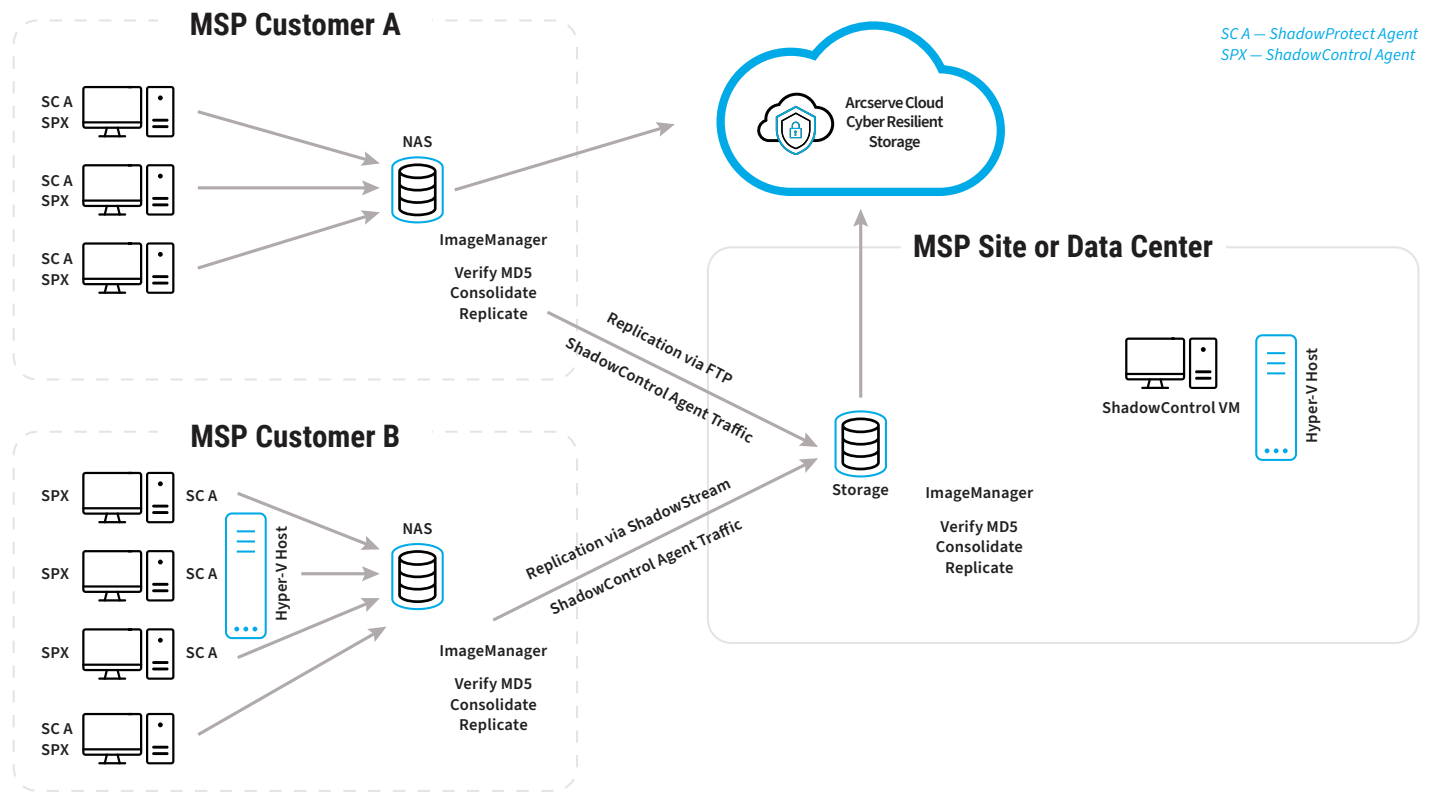 MSP Customer A
SC A — ShadowProtect Agent
SPX — ShadowControl Agent
SC A
SPX
SC A
SPX
SC A
SPX
NAS
ImageManager
Verify MD5
Consolidate
Replicate
Arcserve Cloud
Cyber Resilient
Storage
Replication via FTP
ShadowControl Agent Traffic
MSP Customer B
SPX
SC A
SPX
SC A
SPX
SC A
SC A
SPX
Hyper-V Host
NAS
ImageManager
Verify MD5
Consolidate
Replicate
Replication via ShadowStream
ShadowControl Agent Traffic
MSP Site or Data Center
ShadowControl VM
Hyper-V Host
Storage
ImageManager
Verify MD5
Consolidate
Replicate